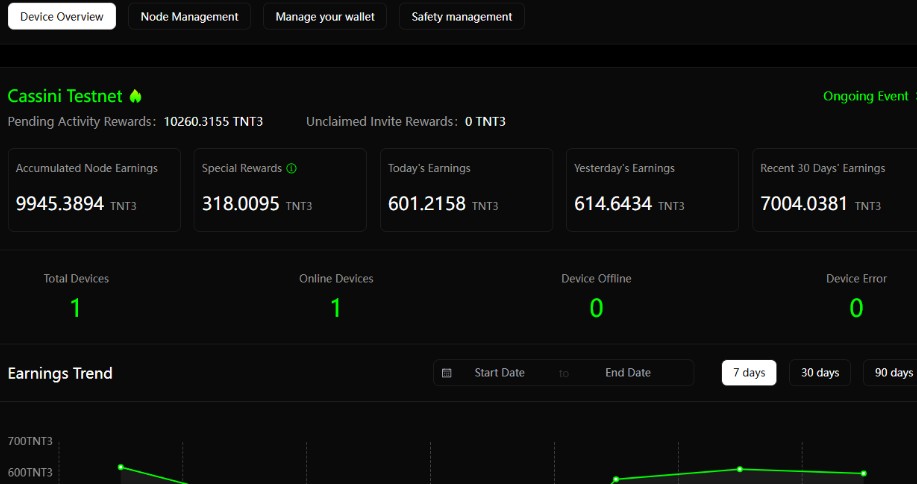 Device Overview Node Management Manage your wallet Safety management
Cassini Testnet Ongoing Event
Pending Activity Rewards: 10260.3155 TNT3 Unclaimed Invite Rewards: 0 TNT3
Accumulated Node Earnings Special Rewards Today's Earnings Yesterday's Earnings Recent 30 Days' Earnings
9945.3894 TNT3 318.0095 TNT3 601.2158 TNT3 614.6434 TNT3 7004.0381 TNT3
Total Devices Online Devices Device Offline Device Error
1 1 0 0
Earnings Trend Start Date to End Date 7 days 30 days 90 days
700TNT3
600TNT3